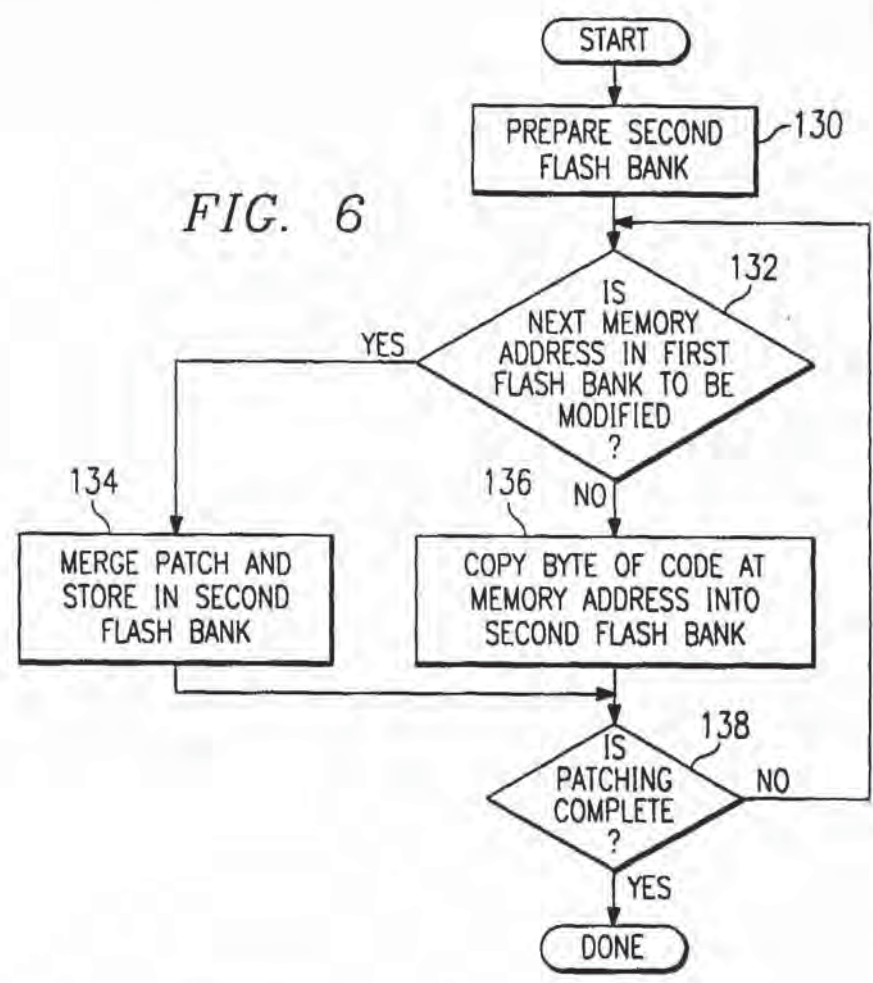 START
PREPARE SECOND
FLASH BANK
130
FIG. 6
IS
NEXT MEMORY
ADDRESS IN FIRST
FLASH BANK TO BE
MODIFIED
?
132
YES
NO
134
MERGE PATCH AND
STORE IN SECOND
FLASH BANK
136
COPY BYTE OF CODE AT
MEMORY ADDRESS INTO
SECOND FLASH BANK
IS
PATCHING
COMPLETE
?
138
NO
YES
DONE